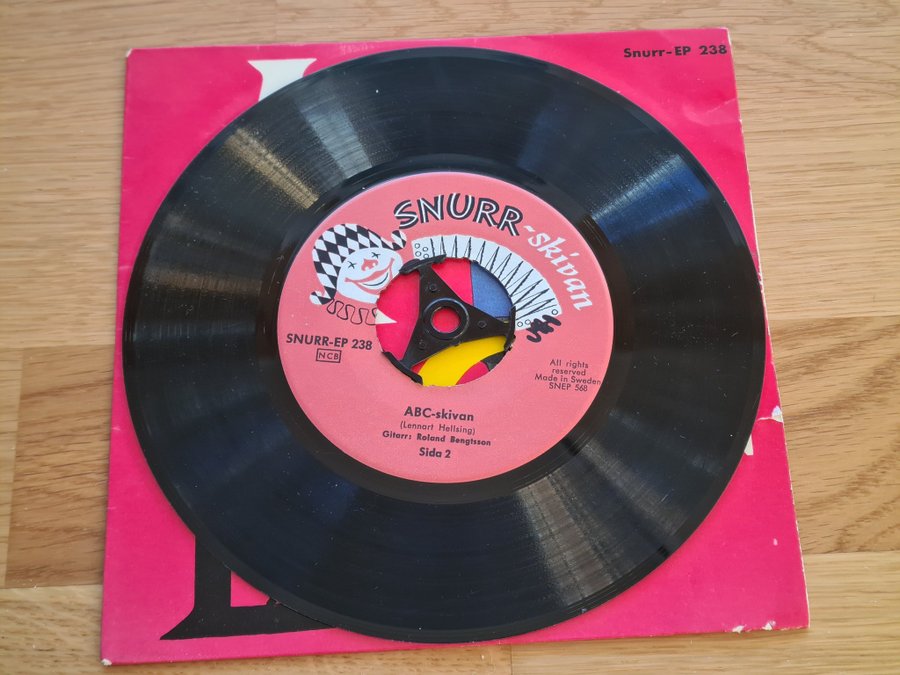 Snurr-EP 238
SNURR-skivan
SNURR-EP 238
NCB
All rights
reserved
Made in Sweden
SNEP 568
ABC-skivan
(Lennart Hellsing)
Gitarr: Roland Bengtsson
Sida 2